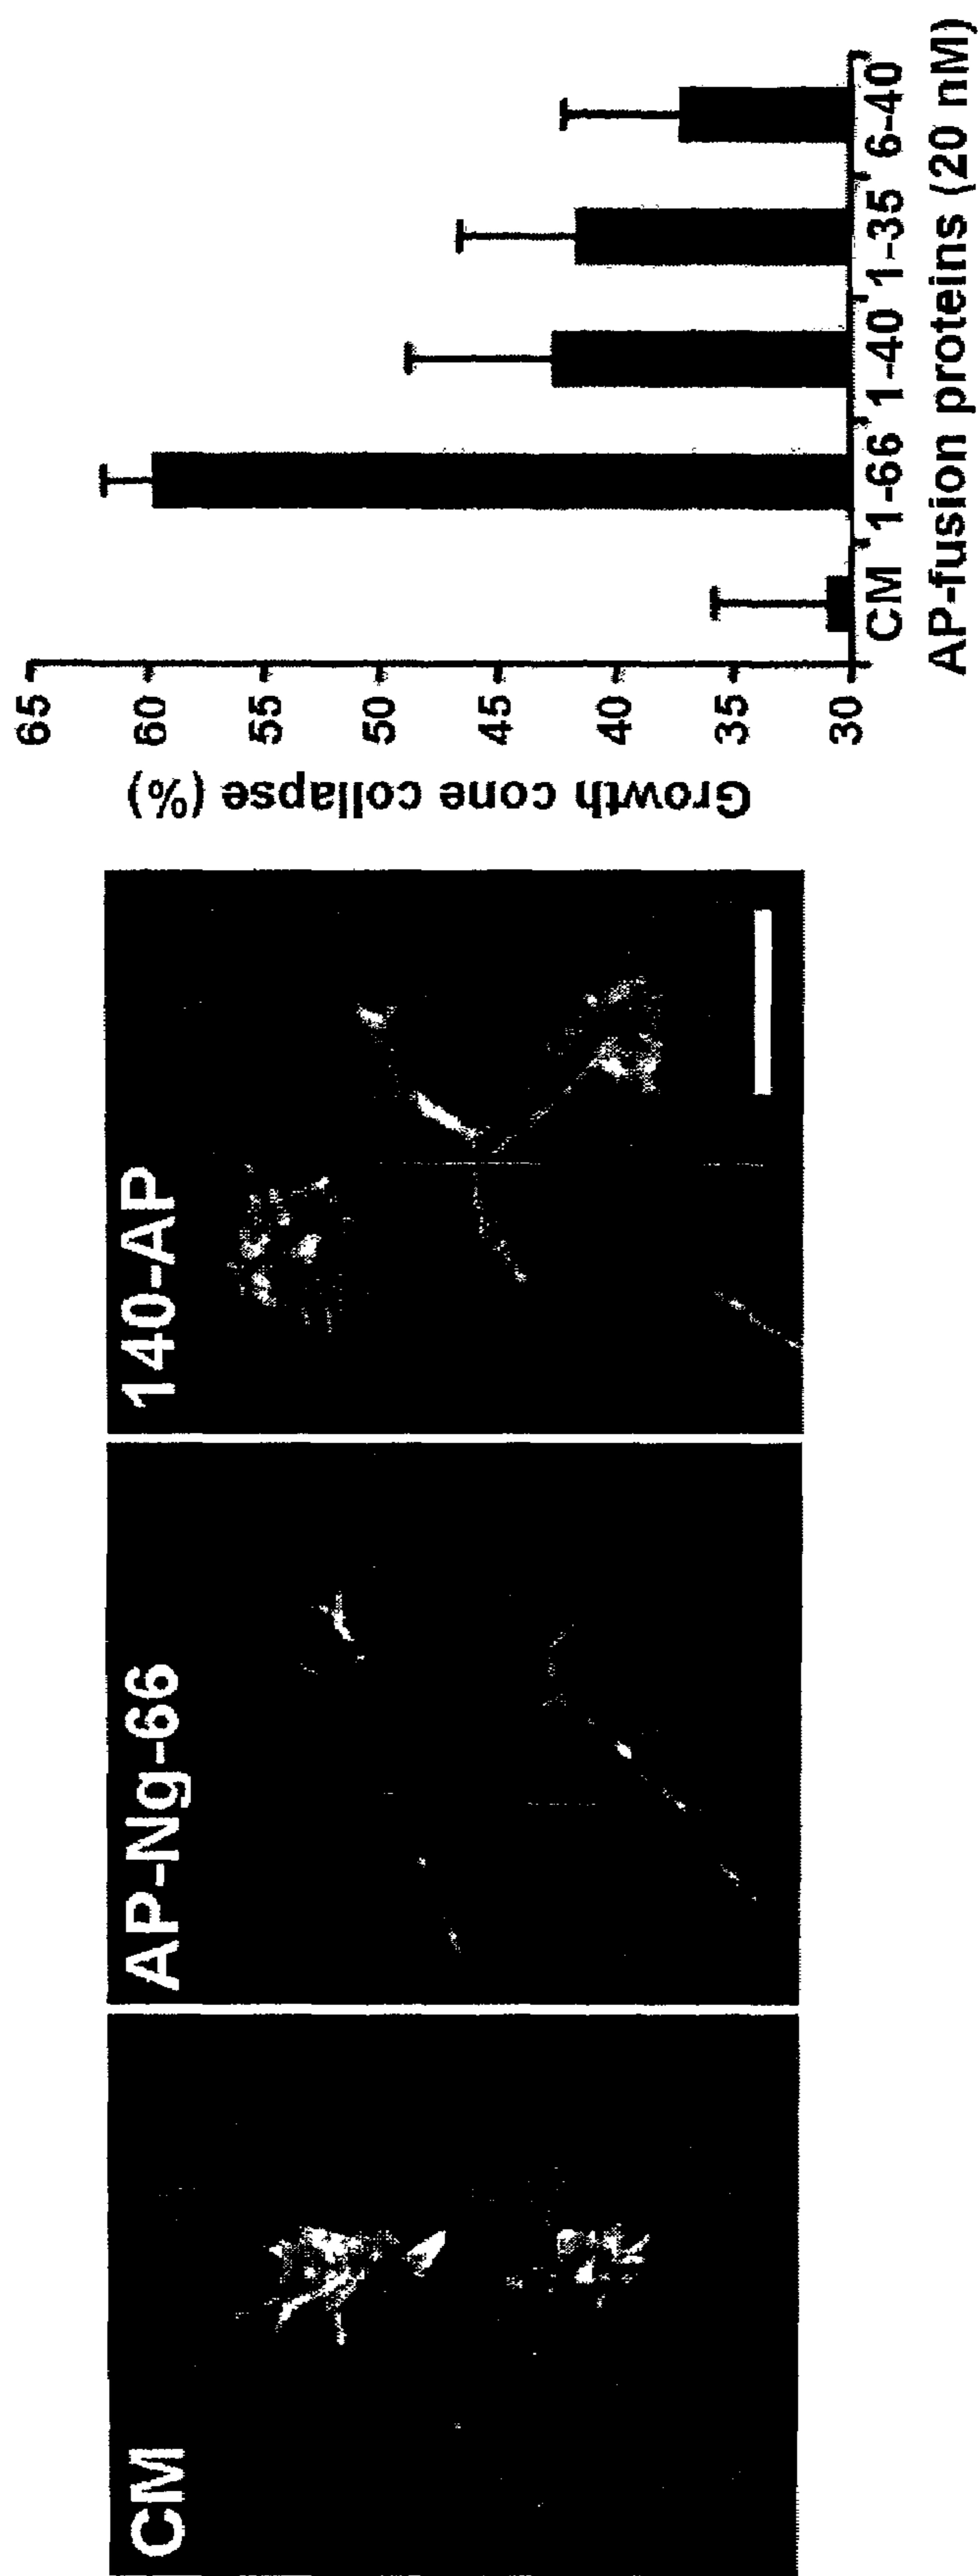 CM
AP-Ng-66
140-AP
Growth cone collapse (%)
65
60
55
50
45
40
35
30
CM 1-66 1-40 1-35 6-40
AP-fusion proteins (20 nM)